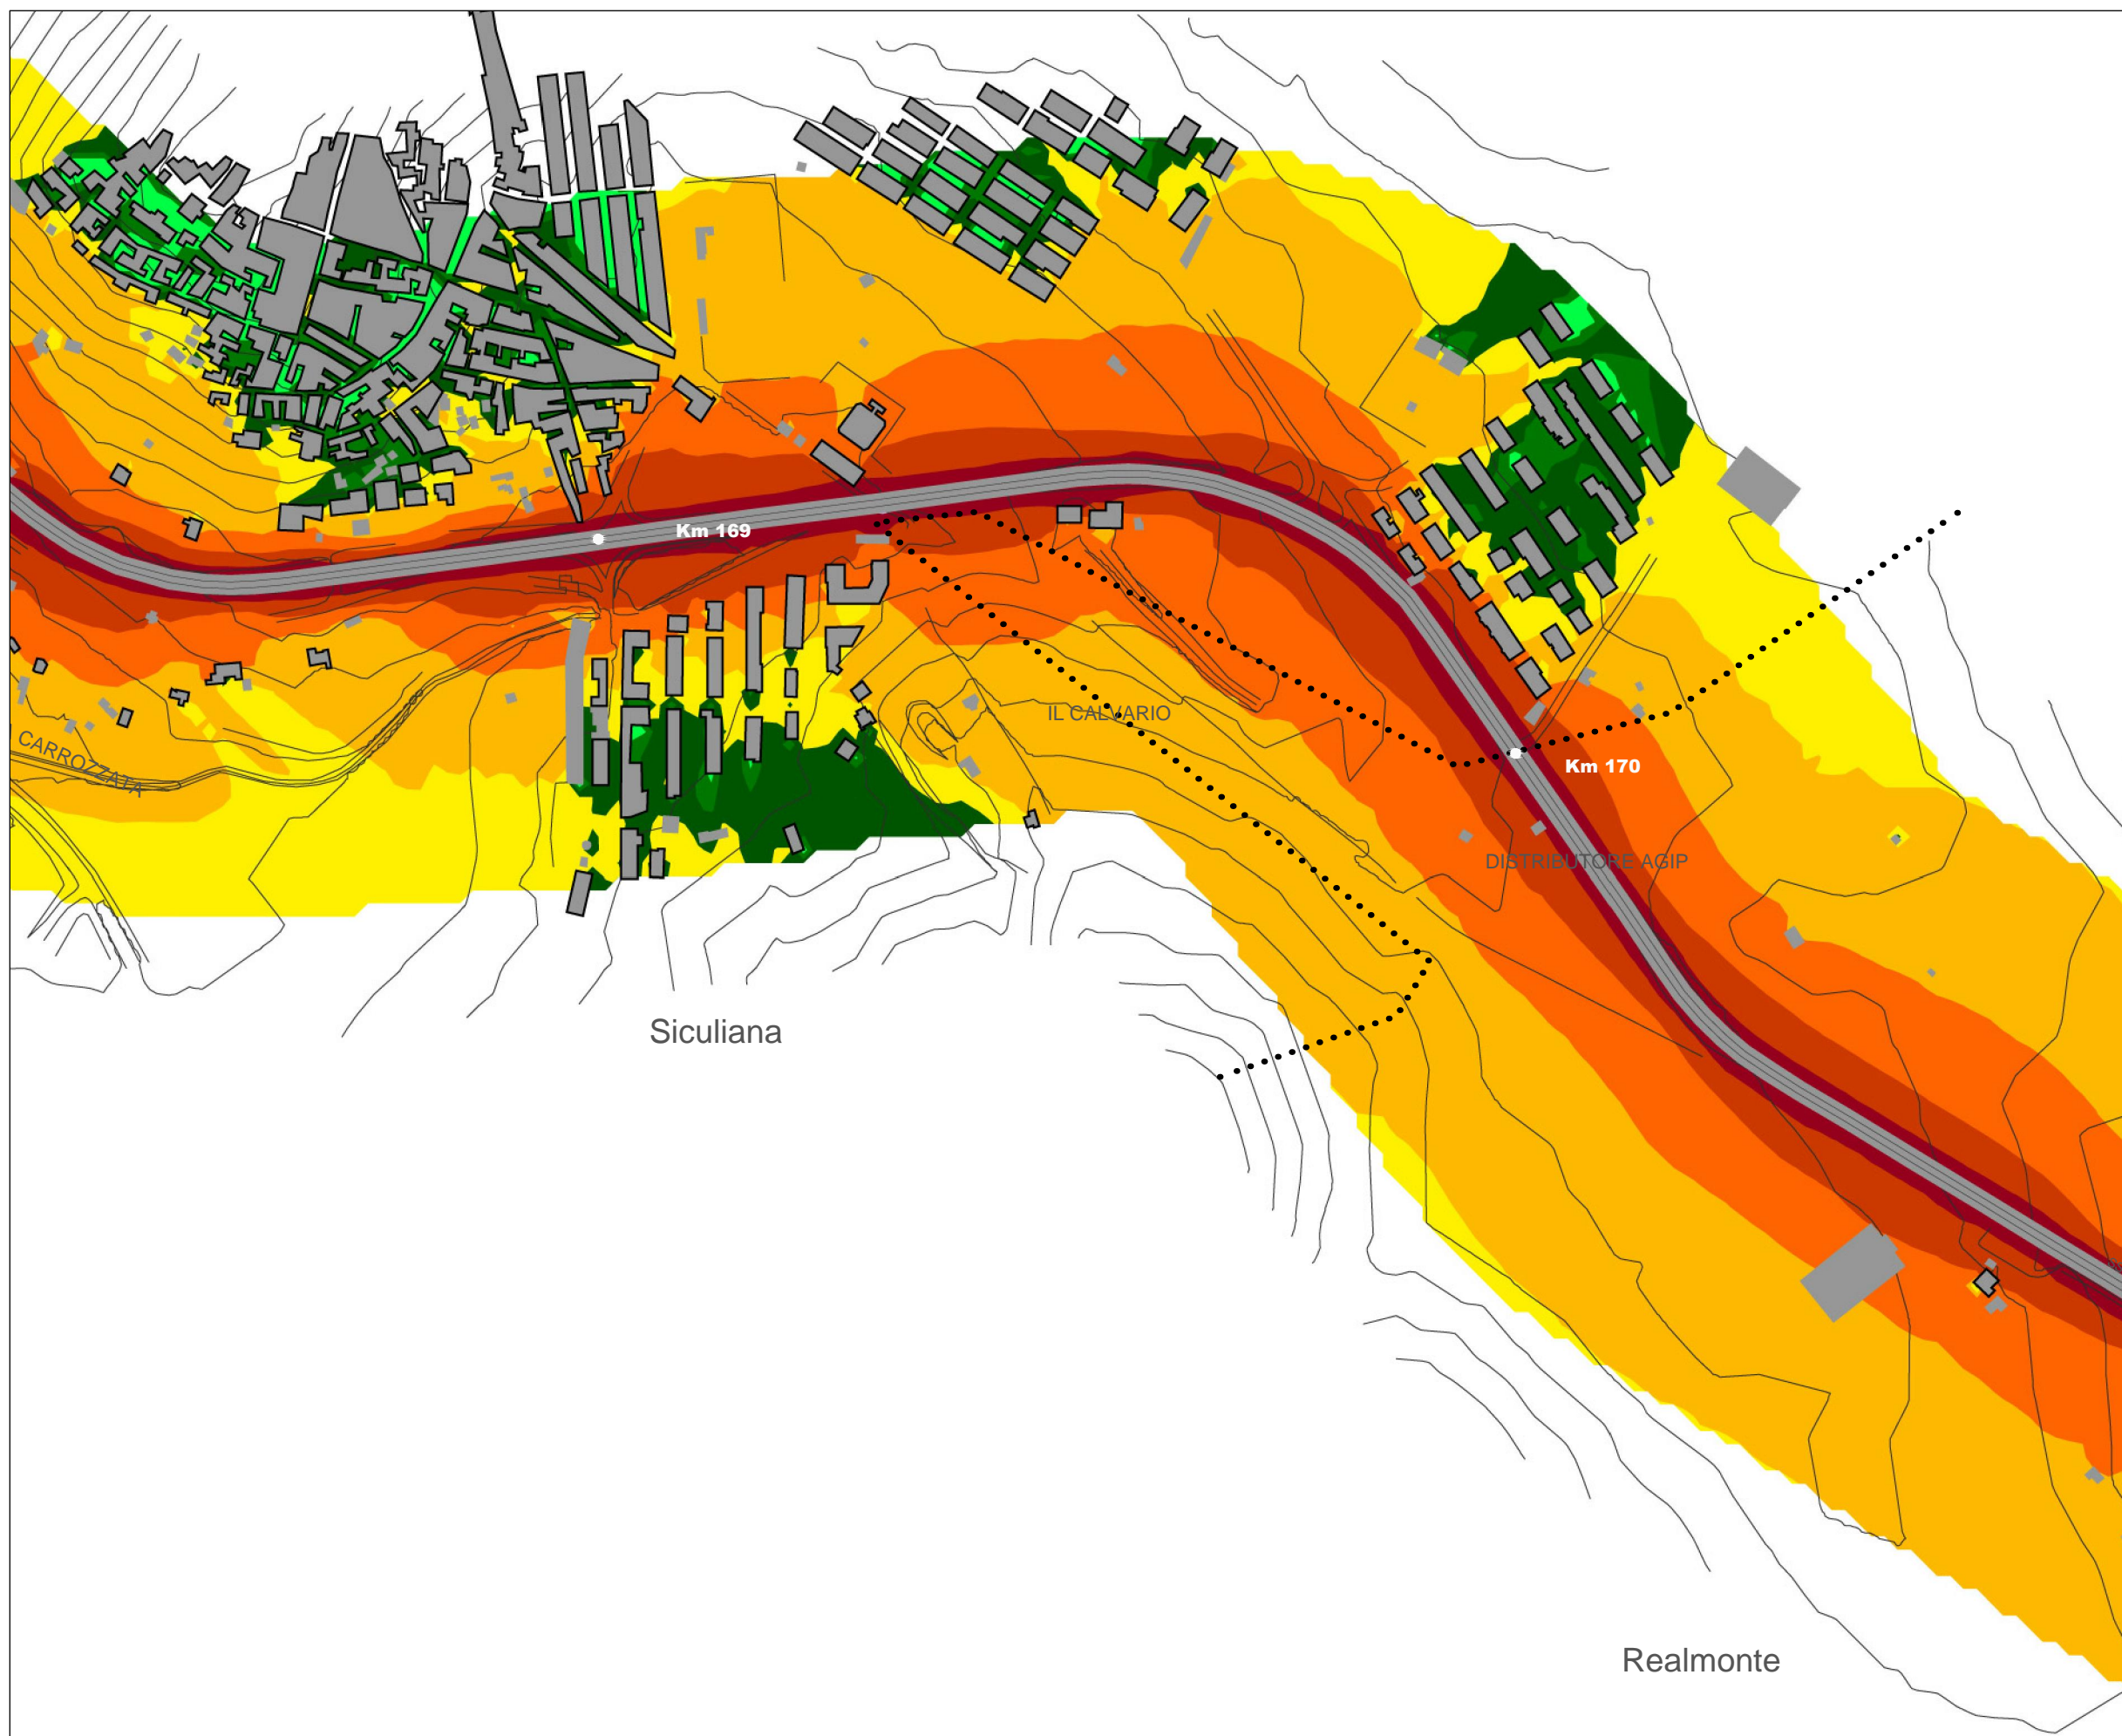 Km 169
IL CALVARIO
CARROZZATA
Km 170
DISTRIBUTORE AGIP
Siculiana
Realmonte